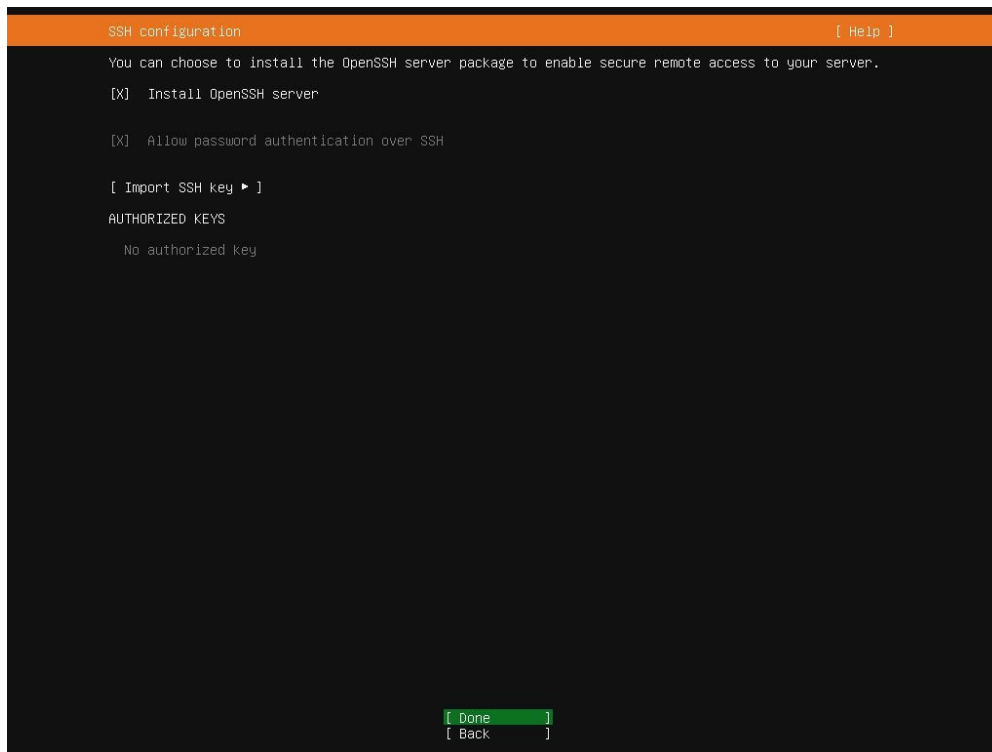 SSH configuration [ Help ]
You can choose to install the OpenSSH server package to enable secure remote access to your server.
[X] Install OpenSSH server
[X] Allow password authentication over SSH
[ Import SSH key ▸ ]
AUTHORIZED KEYS
No authorized key
[ Done ]
[ Back ]